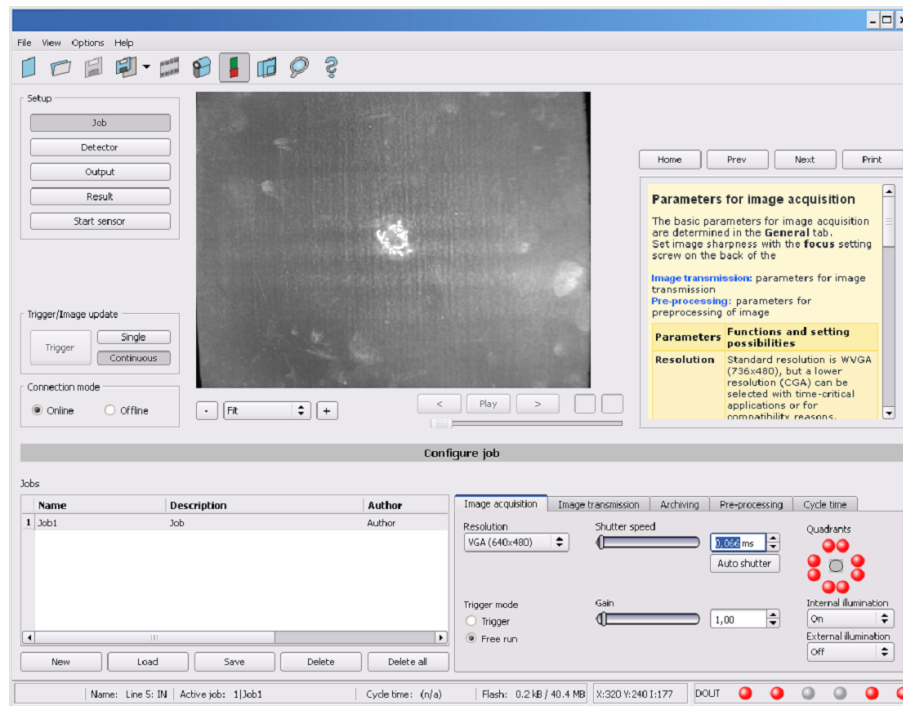 File View Options Help
Setup
Job
Detector
Output
Result
Start sensor
Home Prev Next Print
Parameters for image acquisition
The basic parameters for image acquisition
are determined in the General tab.
Set image sharpness with the focus setting
screw on the back of the
Image transmission: parameters for image
transmission
Pre-processing: parameters for
preprocessing of image
Parameters Functions and setting
possibilities
Resolution Standard resolution is WVGA
(736x480), but a lower
resolution (CGA) can be
selected with time-critical
applications or for
compatibility reasons.
Trigger/Image update
Trigger
Single
Continuous
Connection mode
Online Offline
- Fit +
< Play >
Configure job
Jobs
Name Description Author
1 Job1 Job Author
New Load Save Delete Delete all
Image acquisition Image transmission Archiving Pre-processing Cycle time
Resolution
VGA (640x480)
Shutter speed
0,066 ms
Auto shutter
Quadrants
Trigger mode
Trigger
Free run
Gain
1,00
Internal illumination
On
External illumination
Off
Name: Line 5: IN Active job: 1|Job1 Cycle time: (n/a) Flash: 0.2 kB / 40.4 MB X:320 Y:240 I:177 DOUT